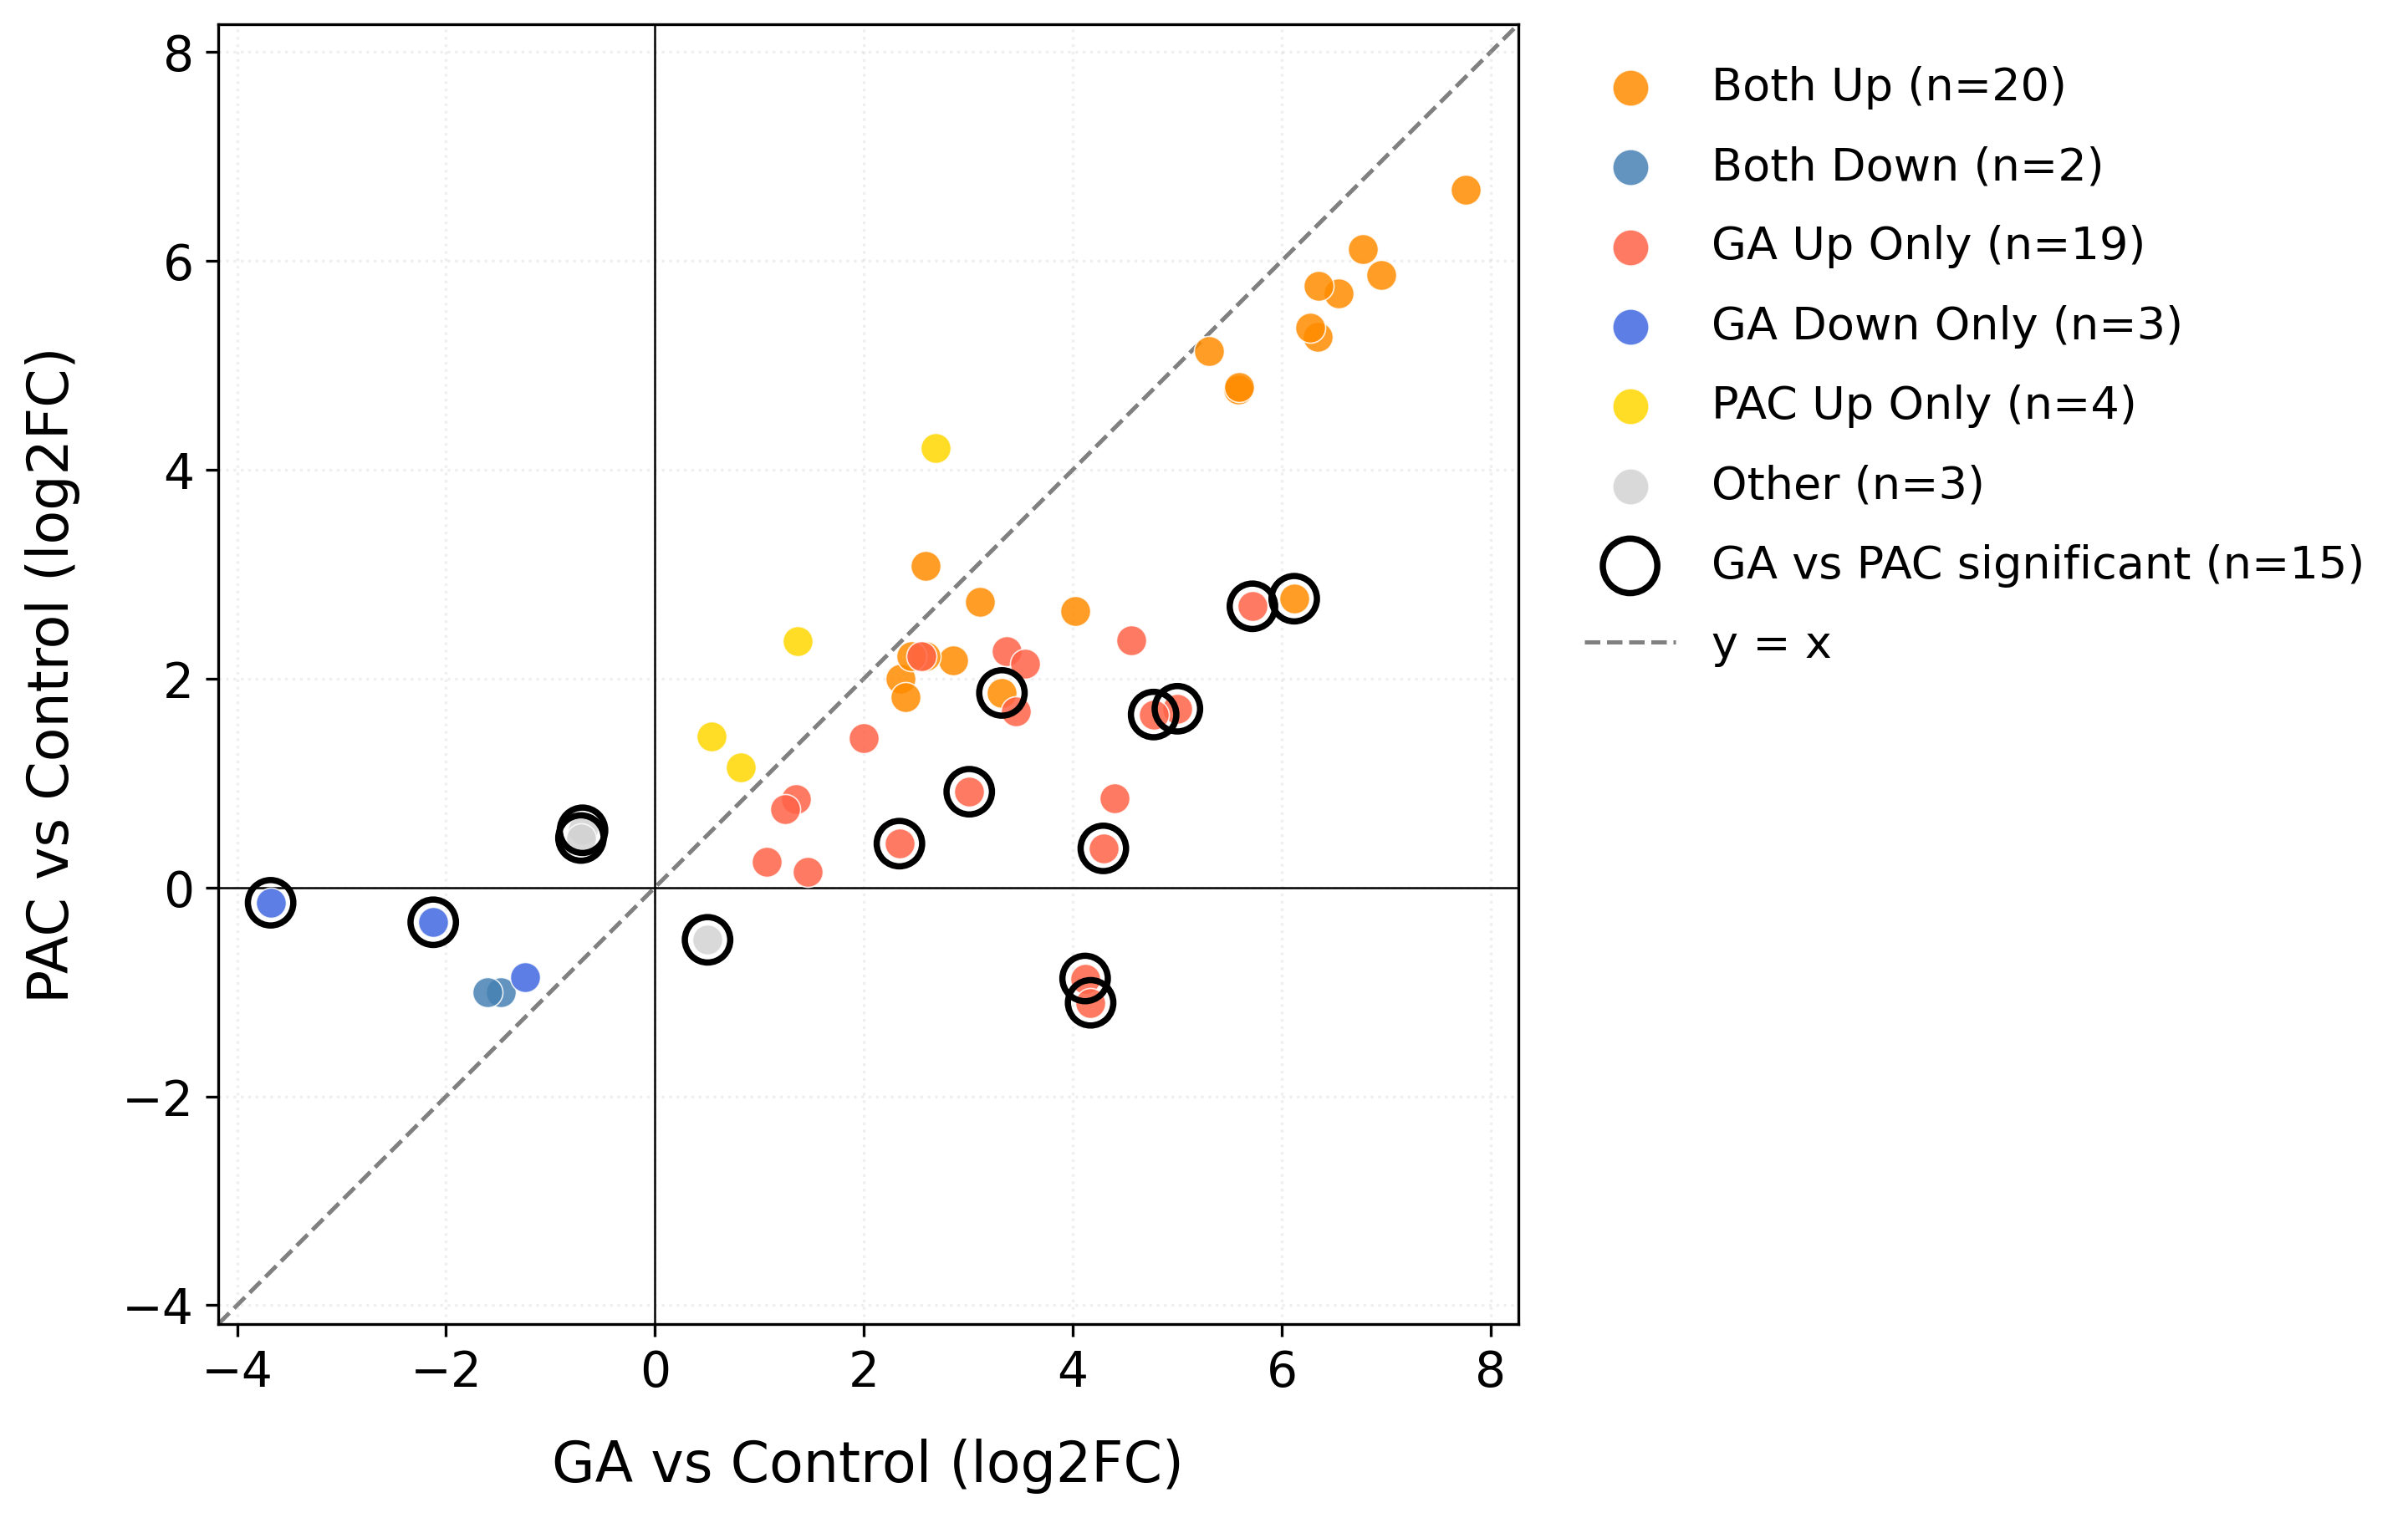 8
6
4
2
0
−2
−4
−4 −2 0 2 4 6 8
PAC vs Control (log2FC)
GA vs Control (log2FC)
Both Up (n=20)
Both Down (n=2)
GA Up Only (n=19)
GA Down Only (n=3)
PAC Up Only (n=4)
Other (n=3)
GA vs PAC significant (n=15)
y = x